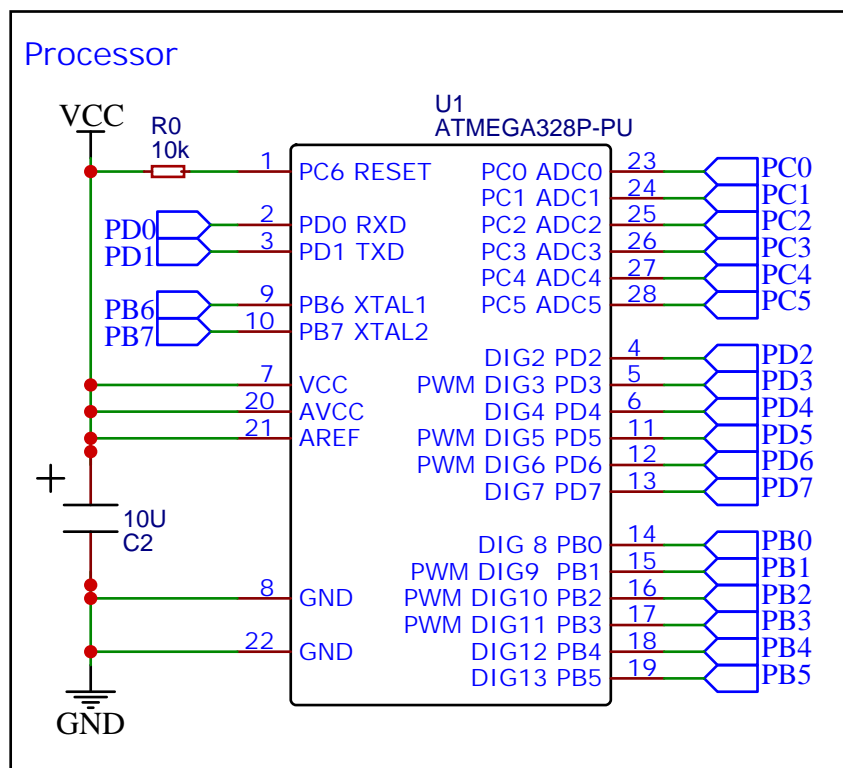 Processor
VCC
R0
10k
U1
ATMEGA328P-PU
1 PC6 RESET
PD0 2 PD0 RXD
PD1 3 PD1 TXD
PB6 9 PB6 XTAL1
PB7 10 PB7 XTAL2
7 VCC
20 AVCC
21 AREF
+
10U
C2
8 GND
22 GND
GND
PC0 ADC0 23 PC0
PC1 ADC1 24 PC1
PC2 ADC2 25 PC2
PC3 ADC3 26 PC3
PC4 ADC4 27 PC4
PC5 ADC5 28 PC5
DIG2 PD2 4 PD2
PWM DIG3 PD3 5 PD3
DIG4 PD4 6 PD4
PWM DIG5 PD5 11 PD5
PWM DIG6 PD6 12 PD6
DIG7 PD7 13 PD7
DIG 8 PB0 14 PB0
PWM DIG9 PB1 15 PB1
PWM DIG10 PB2 16 PB2
PWM DIG11 PB3 17 PB3
DIG12 PB4 18 PB4
DIG13 PB5 19 PB5